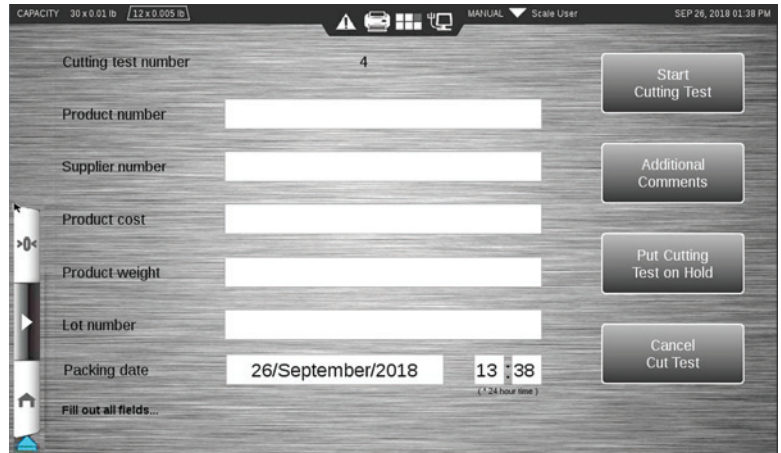 CAPACITY 30 x 0.01 lb 12 x 0.005 lb MANUAL Scale User SEP 26, 2018 01:38 PM
Cutting test number 4
Start
Cutting Test
Product number
Supplier number
Additional
Comments
Product cost
>0<
Put Cutting
Test on Hold
Product weight
Lot number
Cancel
Cut Test
Packing date 26/September/2018 13 : 38
( * 24 hour time )
Fill out all fields...